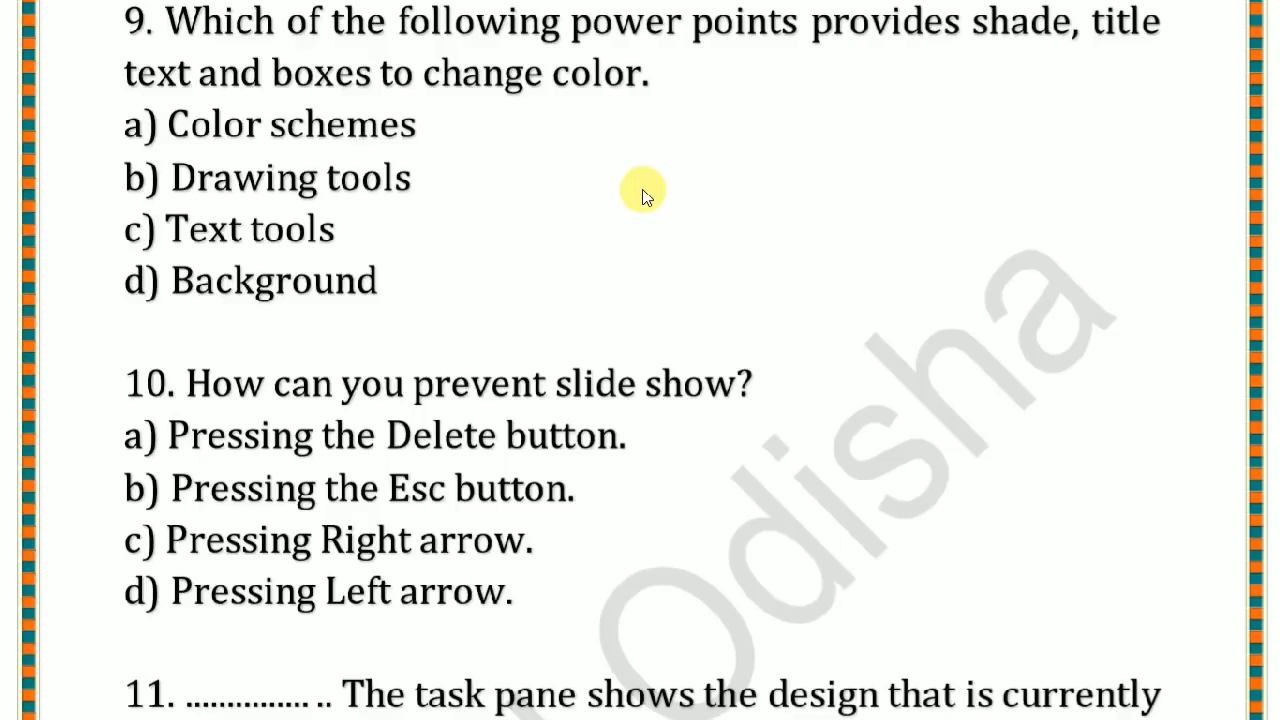 9. Which of the following power points provides shade, title
text and boxes to change color.
a) Color schemes
b) Drawing tools
c) Text tools
d) Background
10. How can you prevent slide show?
a) Pressing the Delete button.
b) Pressing the Esc button.
c) Pressing Right arrow.
d) Pressing Left arrow.
11. ............... .. The task pane shows the design that is currently
Odisha